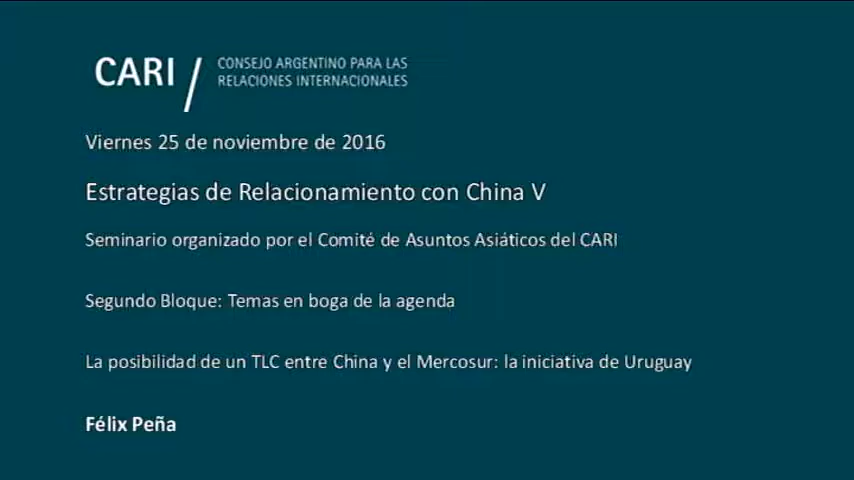 CARI /
CONSEJO ARGENTINO PARA LAS
RELACIONES INTERNACIONALES
Viernes 25 de noviembre de 2016
Estrategias de Relacionamiento con China V
Seminario organizado por el Comité de Asuntos Asiáticos del CARI
Segundo Bloque: Temas en boga de la agenda
La posibilidad de un TLC entre China y el Mercosur: la iniciativa de Uruguay
Félix Peña